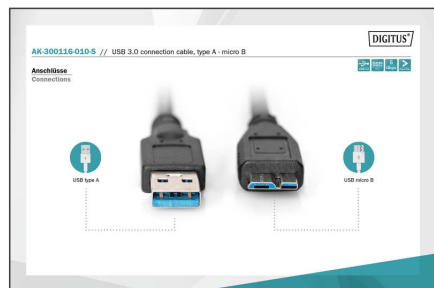 DIGITUS®
AK-300116-010-S // USB 3.0 connection cable, type A - micro B
Anschlüsse
Connections
USB type A
USB micro B